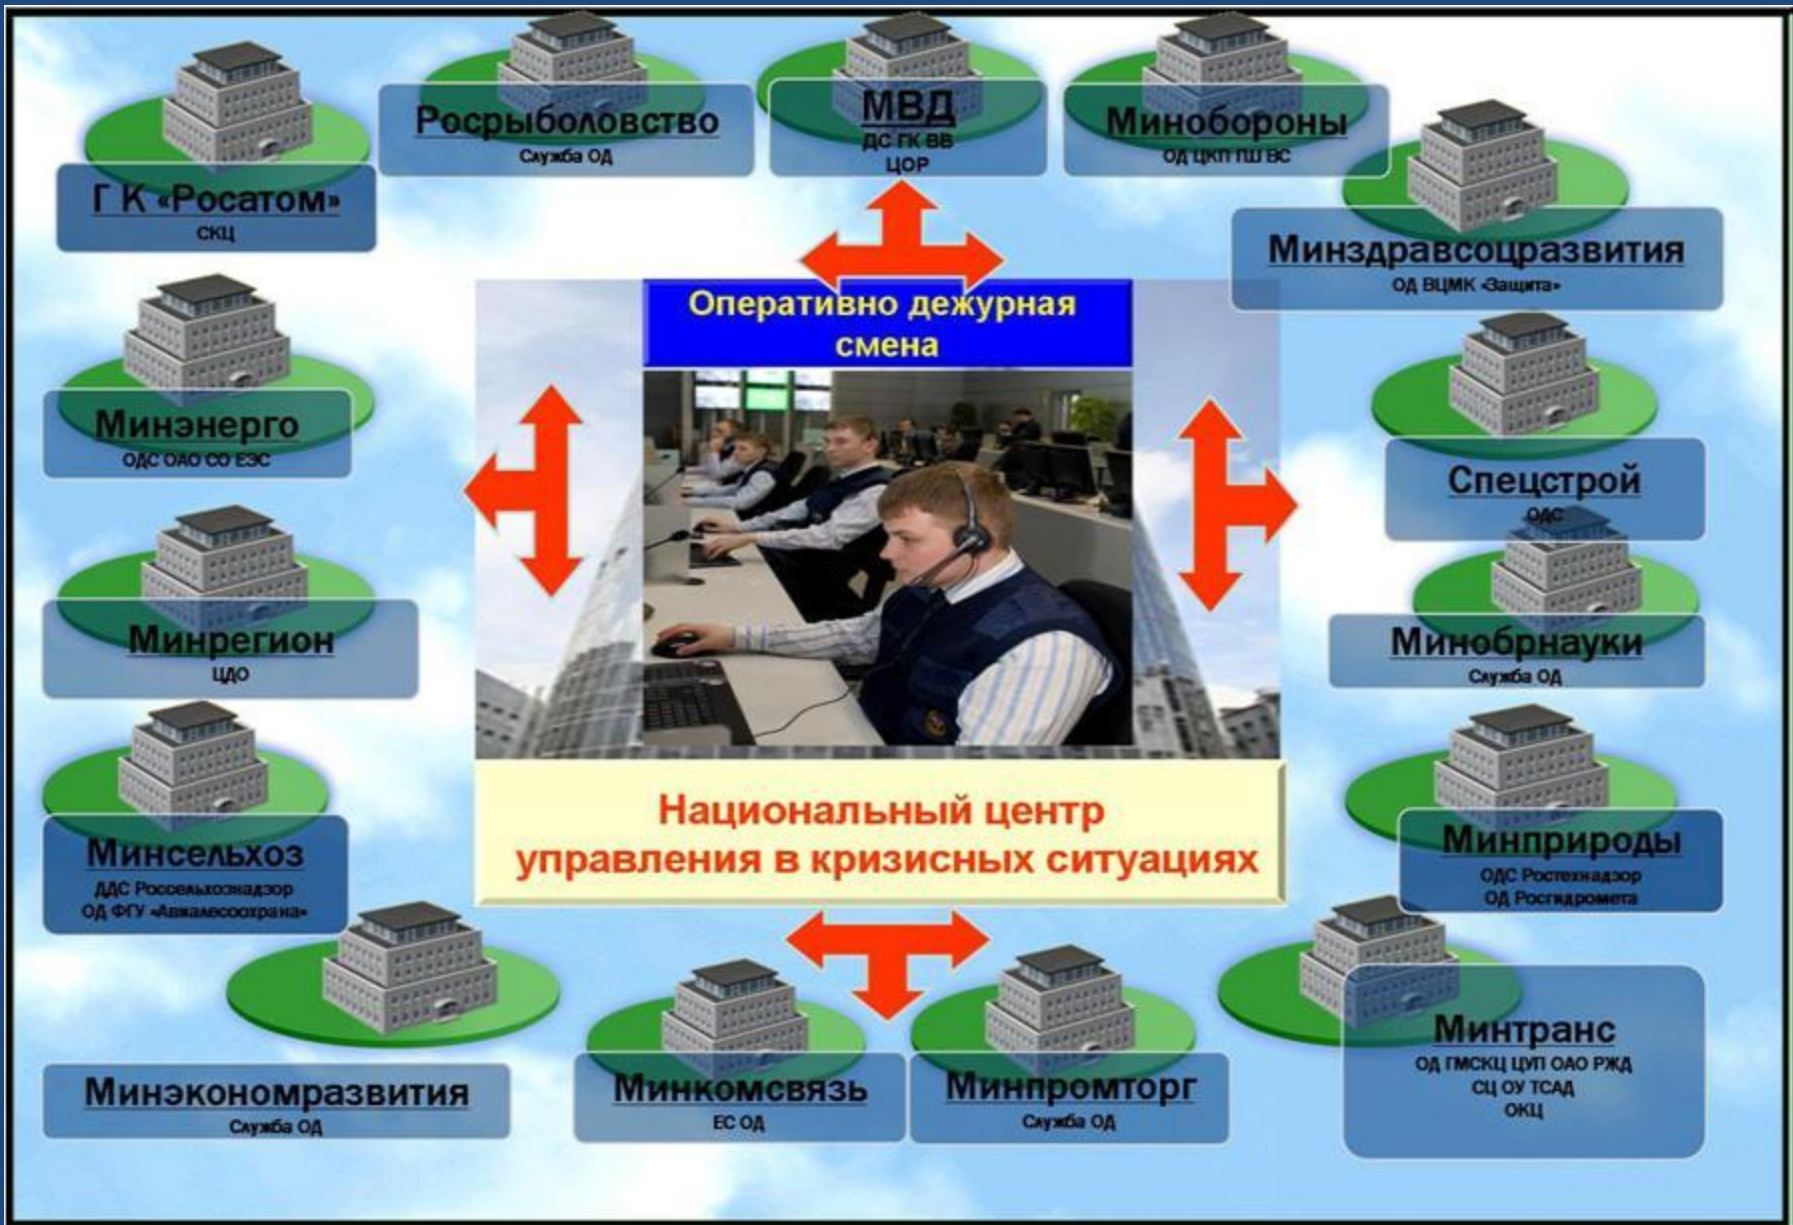 Росрыболовство
Служба ОД
МВД
ДС ГК ВВ
ЦОР
Минобороны
ОД ЦКП ГШ ВС
Г К «Росатом»
СКЦ
Минздравсоцразвития
ОД ВЦМК «Защита»
Оперативно дежурная
смена
Минэнерго
ОДС ОАО СО ЕЭС
Спецстрой
ОДС
Минрегион
ЦДО
Минобрнауки
Служба ОД
Национальный центр
управления в кризисных ситуациях
Минсельхоз
ДДС Россельхознадзор
ОД ФГУ «Авиалесоохрана»
Минприроды
ОДС Ростехнадзор
ОД Росгидромета
Минэкономразвития
Служба ОД
Минкомсвязь
ЕС ОД
Минпромторг
Служба ОД
Минтранс
ОД ГМСКЦ ЦУП ОАО РЖД
СЦ ОУ ТСАД
ОКЦ